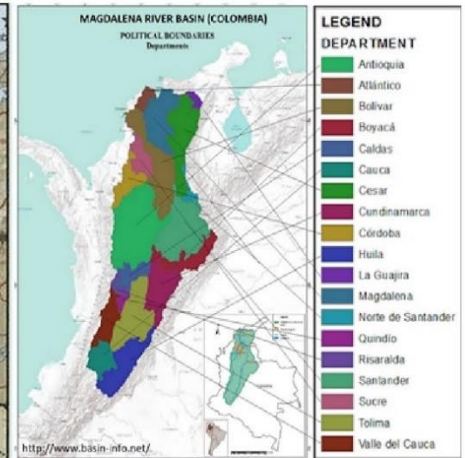 MAGDALENA RIVER BASIN (COLOMBIA)
POLITICAL BOUNDARIES
Departments
http://www.basin-info.net/
LEGEND
DEPARTMENT
Antioquia
Atlántico
Bolívar
Boyacá
Caldas
Cauca
Cesar
Cundinamarca
Córdoba
Huila
La Guajira
Magdalena
Norte de Santander
Quindío
Risaralda
Santander
Sucre
Tolima
Valle del Cauca